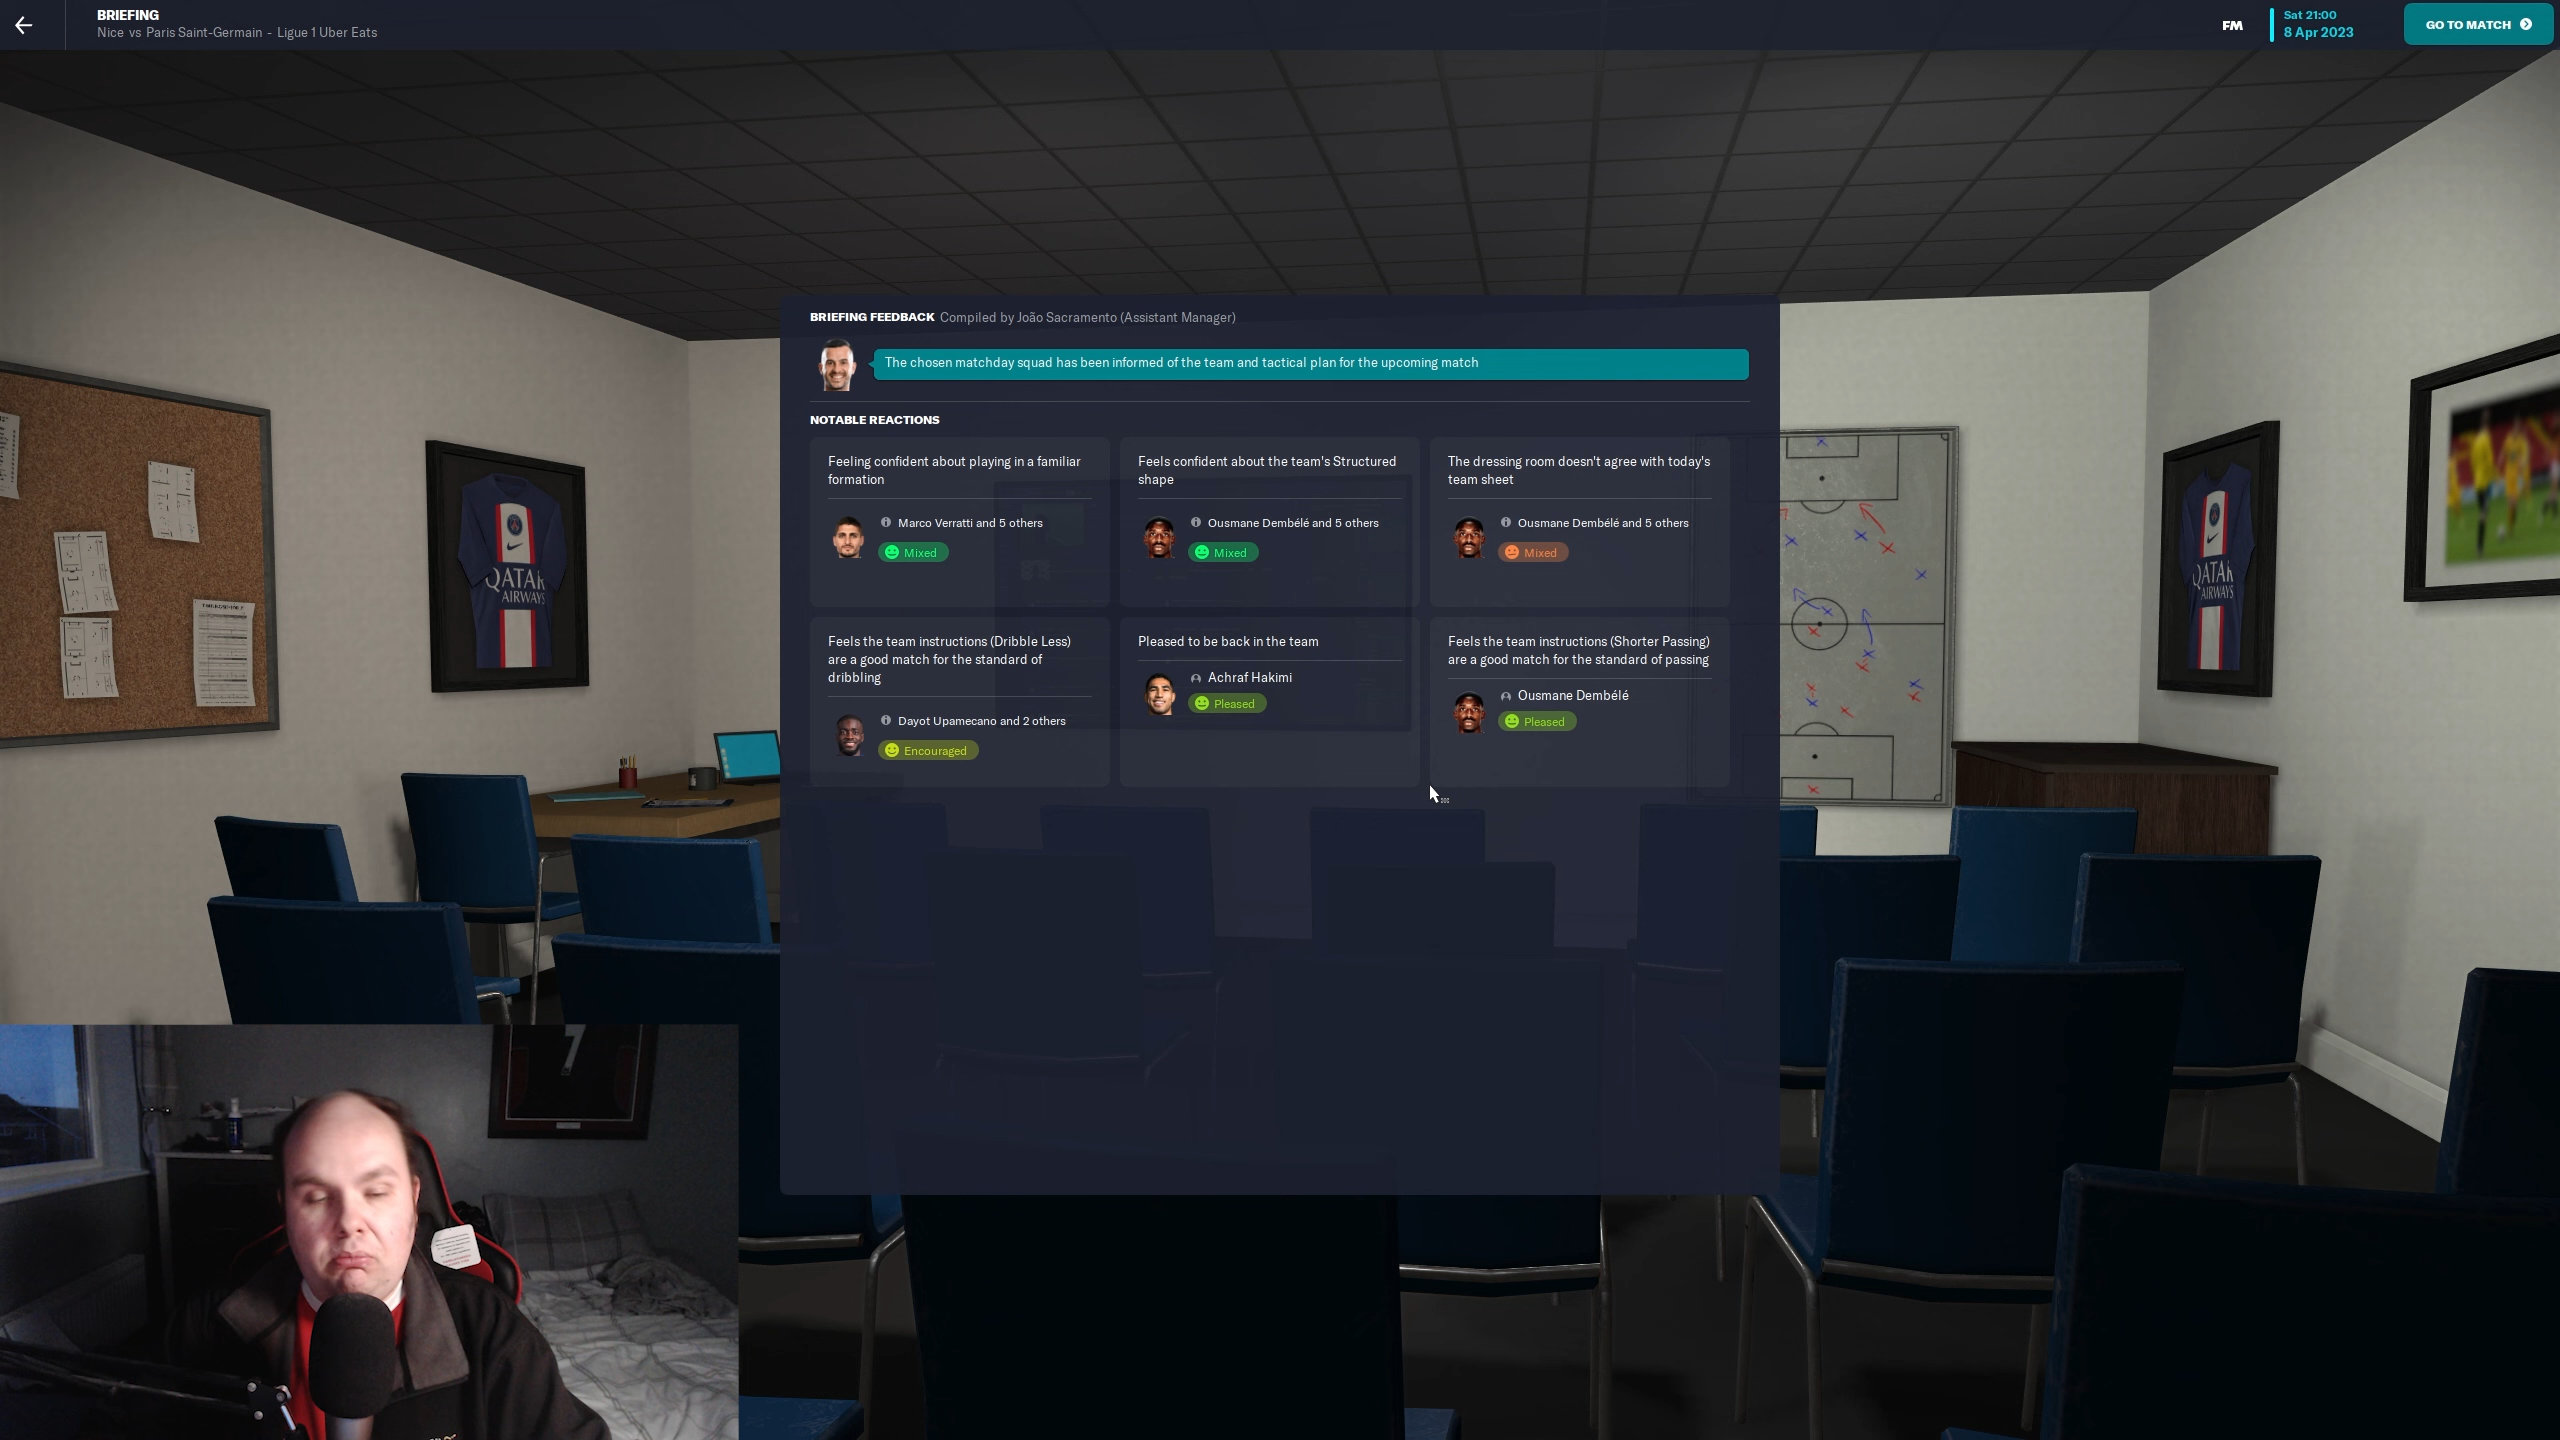 BRIEFING
Nice vs Paris Saint-Germain - Ligue 1 Uber Eats
FM
Sat 21:00
8 Apr 2023
GO TO MATCH
BRIEFING FEEDBACK Compiled by João Sacramento (Assistant Manager)
The chosen matchday squad has been informed of the team and tactical plan for the upcoming match
NOTABLE REACTIONS
Feeling confident about playing in a familiar
formation
Marco Verratti and 5 others
Mixed
Feels confident about the team's Structured
shape
Ousmane Dembélé and 5 others
Mixed
The dressing room doesn't agree with today's
team sheet
Ousmane Dembélé and 5 others
Mixed
Feels the team instructions (Dribble Less)
are a good match for the standard of
dribbling
Dayot Upamecano and 2 others
Encouraged
Pleased to be back in the team
Achraf Hakimi
Pleased
Feels the team instructions (Shorter Passing)
are a good match for the standard of passing
Ousmane Dembélé
Pleased
QATAR
AIRWAYS
QATAR
AIRWAYS
7